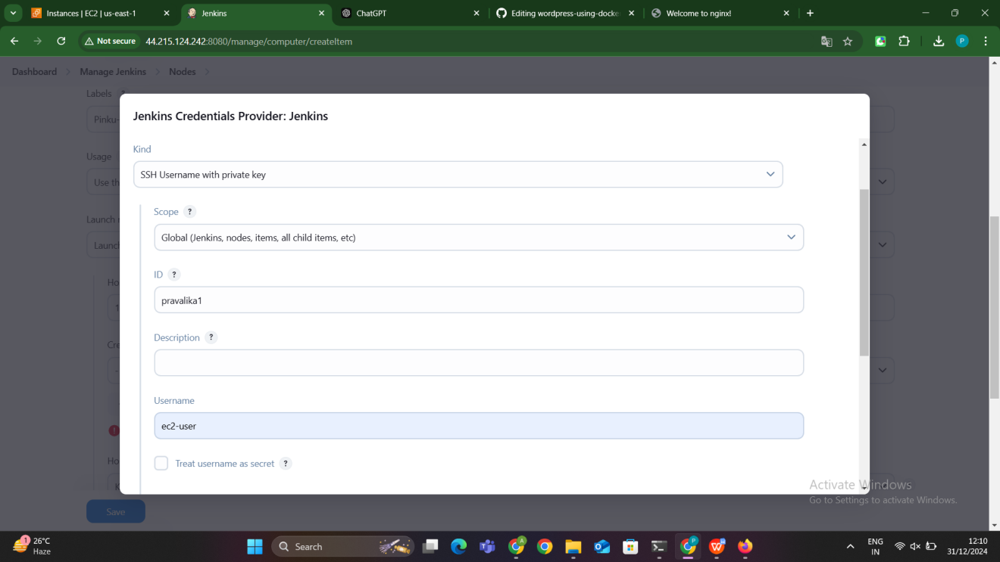 Instances | EC2 | us-east-1
Jenkins
ChatGPT
Editing wordpress-using-docke
Welcome to nginx!
Not secure
44.215.124.242:8080/manage/computer/createItem
P
Dashboard
Manage Jenkins
Nodes
Labels ?
Pinku-
Usage
Use th
Launch
Launch
Ho
1
Cre
-
Ho
K
Save
Jenkins Credentials Provider: Jenkins
Kind
SSH Username with private key
Scope ?
Global (Jenkins, nodes, items, all child items, etc)
ID ?
pravalika1
Description ?
Username
ec2-user
Treat username as secret ?
Activate Windows
Go to Settings to activate Windows.
1
26°C
Haze
Search
ENG
IN
12:10
31/12/2024